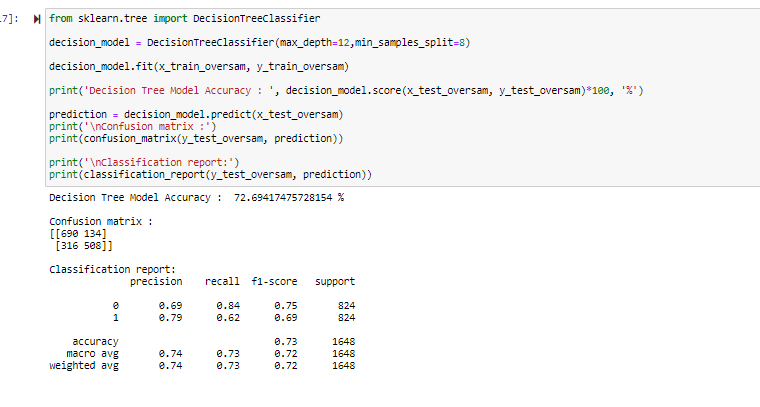 7]:
from sklearn.tree import DecisionTreeClassifier
decision_model = DecisionTreeClassifier(max_depth=12,min_samples_split=8)
decision_model.fit(x_train_oversam, y_train_oversam)
print('Decision Tree Model Accuracy : ', decision_model.score(x_test_oversam, y_test_oversam)*100, '%')
prediction = decision_model.predict(x_test_oversam)
print('\nConfusion matrix :')
print(confusion_matrix(y_test_oversam, prediction))
print('\nClassification report:')
print(classification_report(y_test_oversam, prediction))
Decision Tree Model Accuracy :  72.69417475728154 %
Confusion matrix :
[[690 134]
 [316 508]]
Classification report:
              precision    recall  f1-score   support
           0       0.69      0.84      0.75       824
           1       0.79      0.62      0.69       824
    accuracy                           0.73      1648
   macro avg       0.74      0.73      0.72      1648
weighted avg       0.74      0.73      0.72      1648